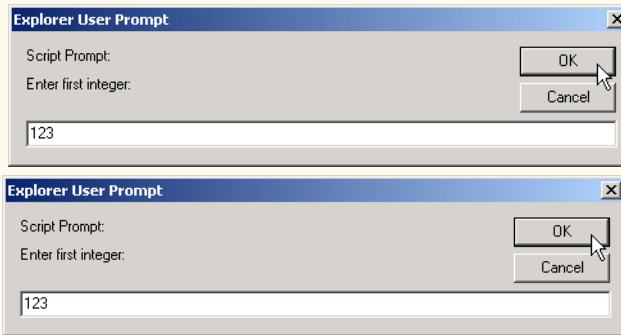 Explorer User Prompt
Script Prompt:
OK
Enter first integer:
Cancel
123
Explorer User Prompt
Script Prompt:
OK
Enter first integer:
Cancel
123